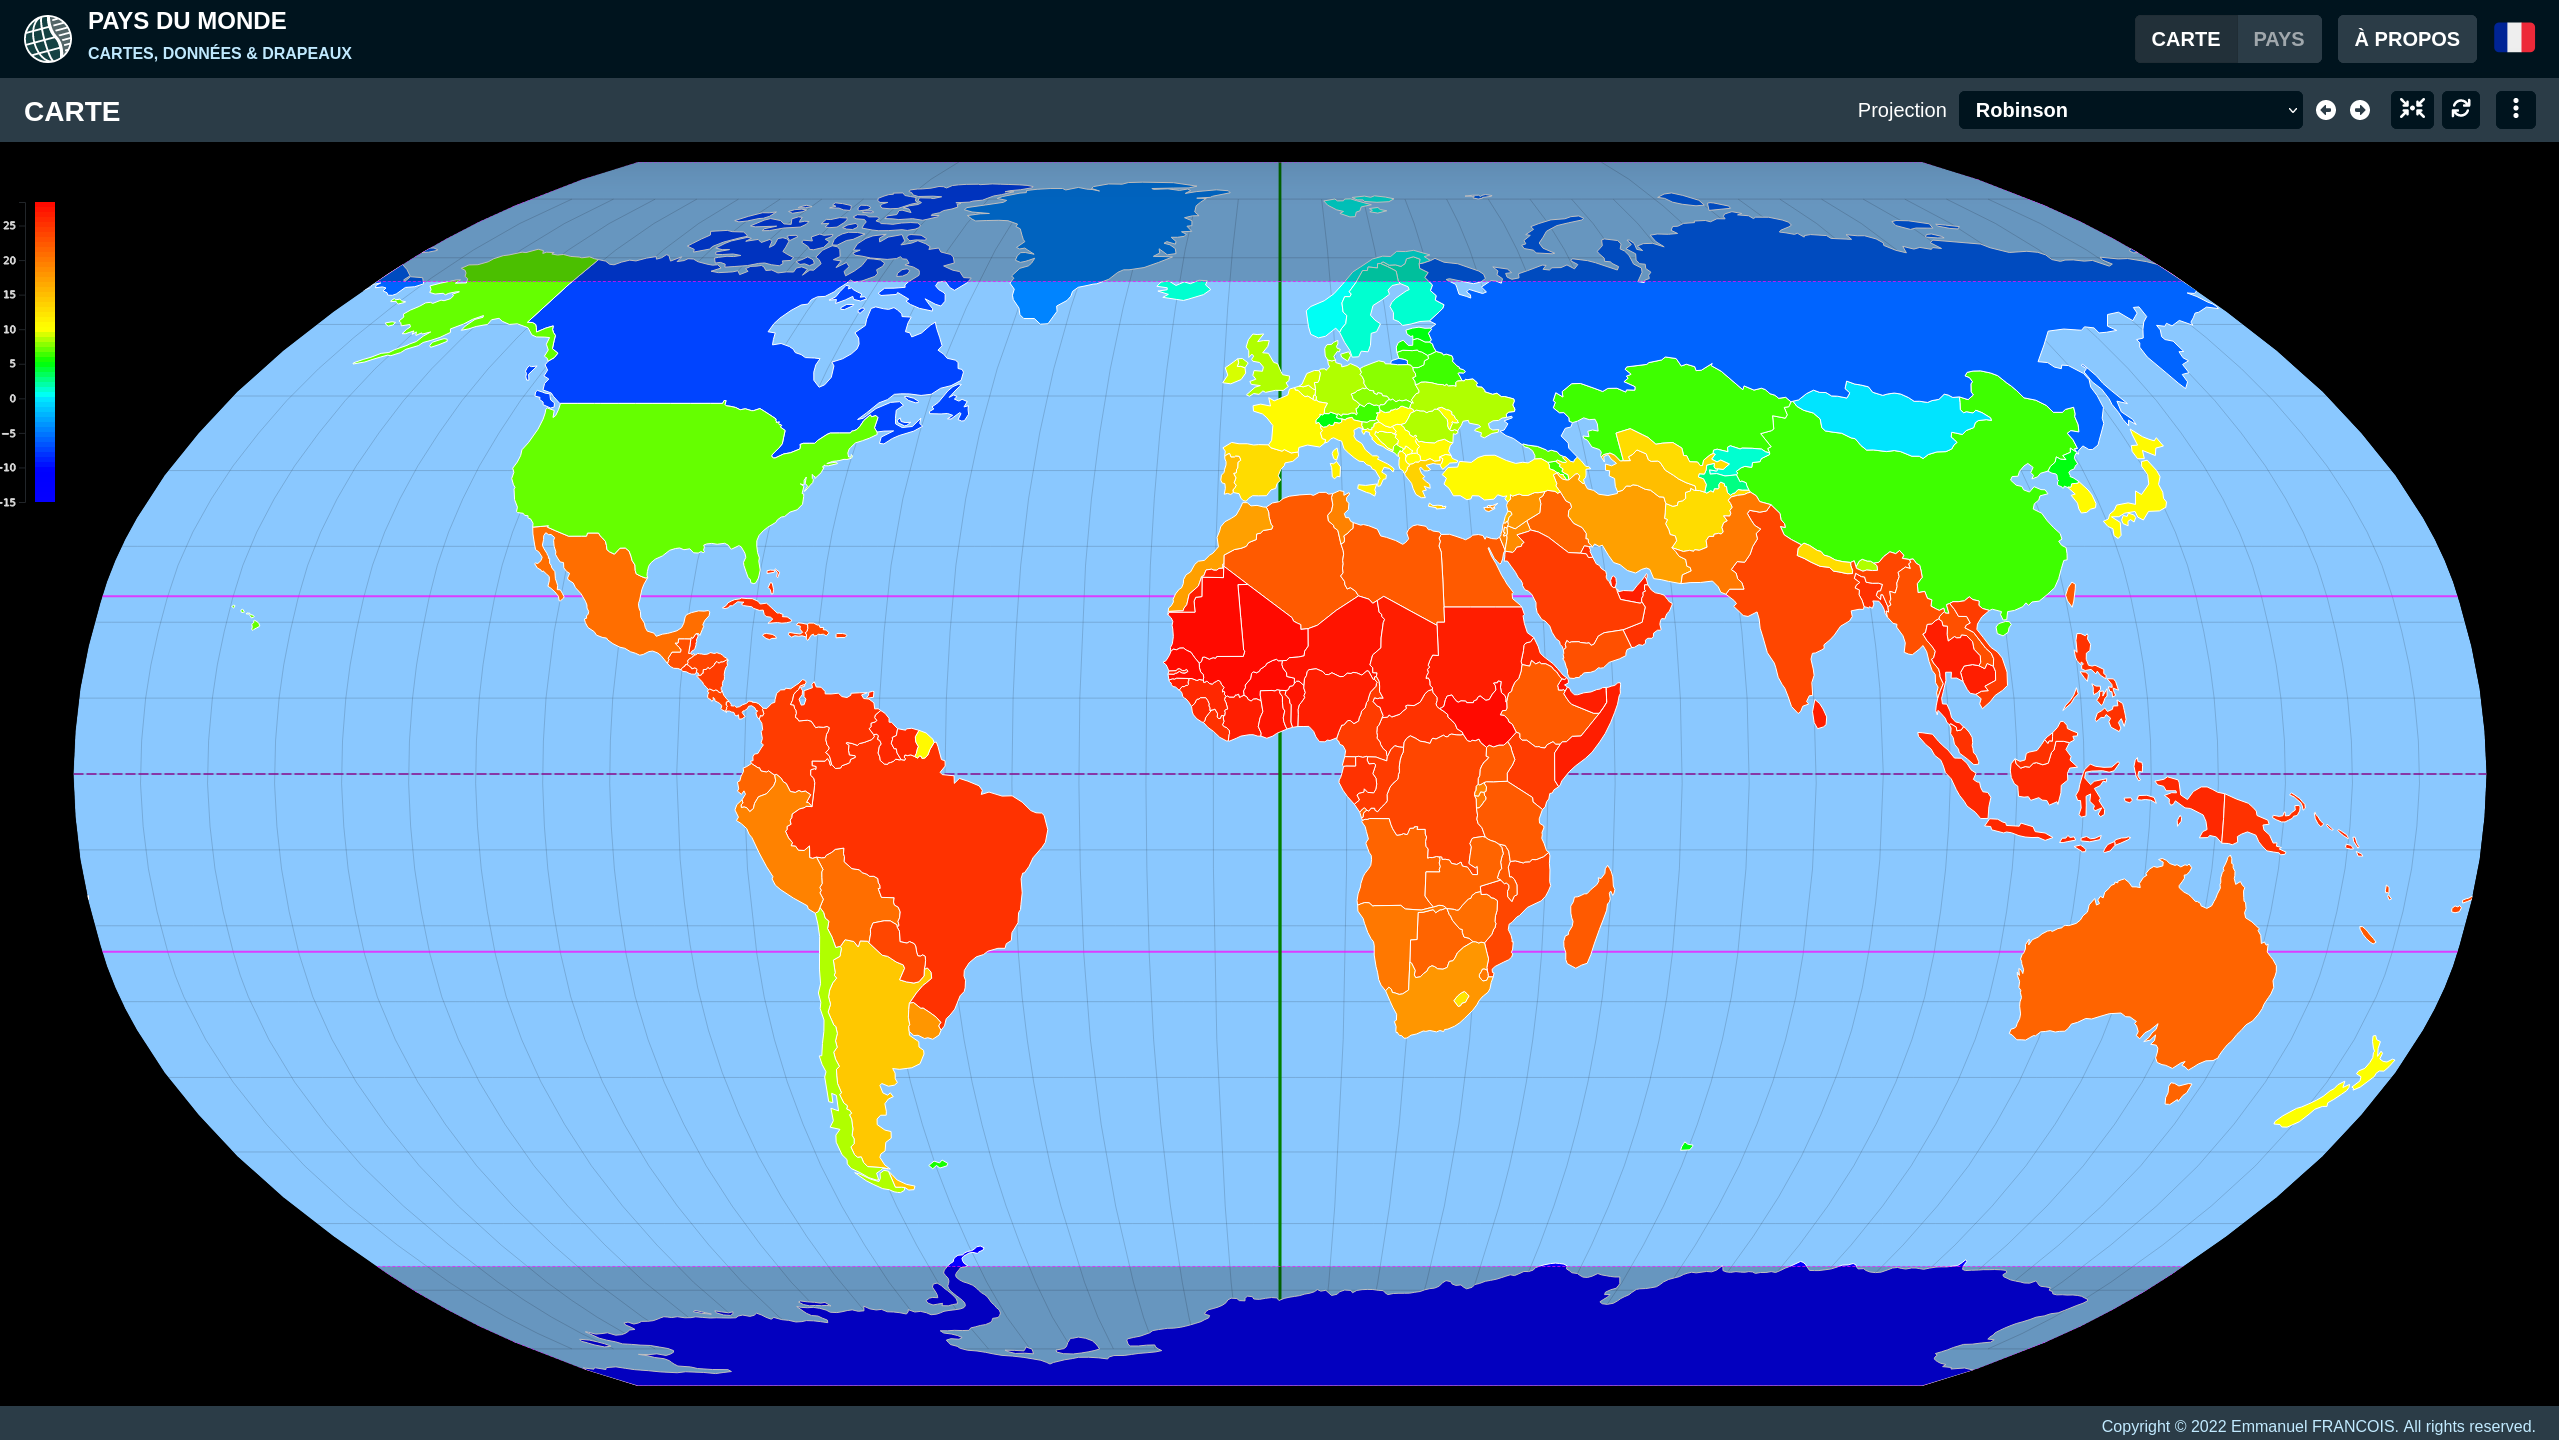 PAYS DU MONDE
CARTES, DONNÉES & DRAPEAUX
CARTE
PAYS
À PROPOS
CARTE
Projection
Robinson
25
20
15
10
5
0
−5
-10
-15
Copyright © 2022 Emmanuel FRANCOIS. All rights reserved.